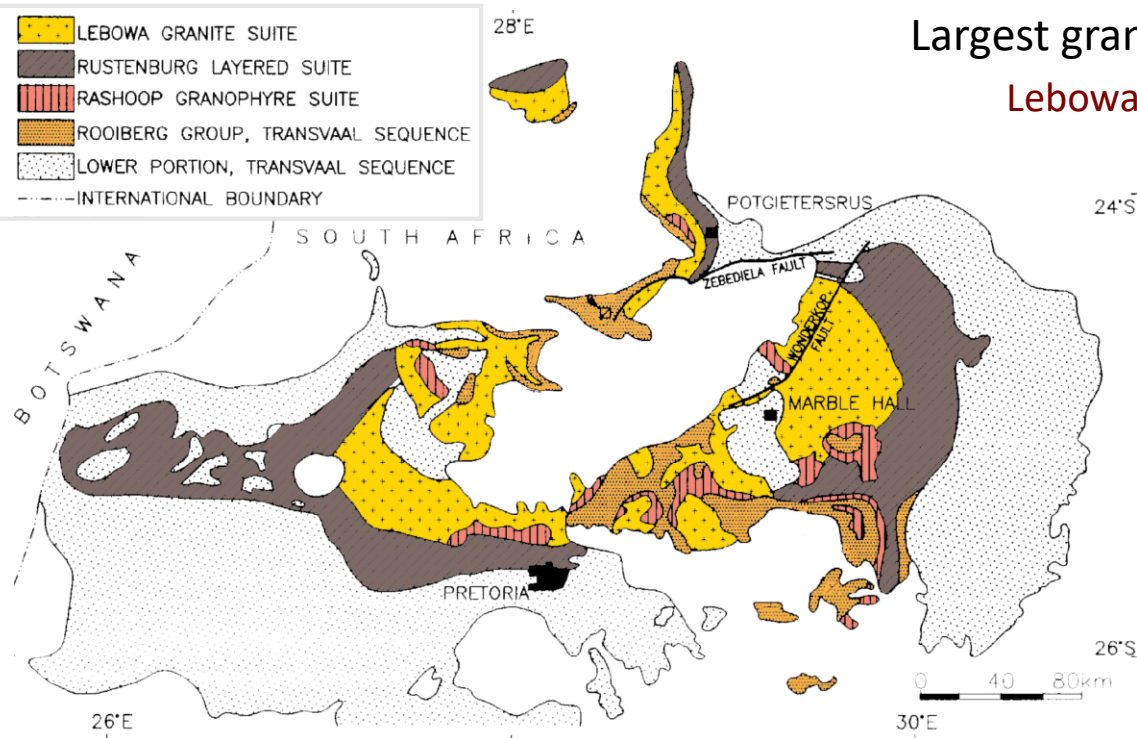 LEBOWA GRANITE SUITE
RUSTENBURG LAYERED SUITE
RASHOOP GRANOPHYRE SUITE
ROOIBERG GROUP, TRANSVAAL SEQUENCE
LOWER PORTION, TRANSVAAL SEQUENCE
INTERNATIONAL BOUNDARY
28°E
Largest gran
Lebowa
POTGIETERSRUS
24°S
SOUTH AFRICA
ZEBEDIELA FAULT
BOTSWANA
WONDERKOP
FAULT
MARBLE HALL
PRETORIA
26°S
0 40 80km
26°E
30°E